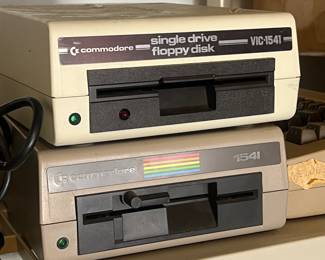 commodore
single drive
floppy disk
VIC-1541
commodore
1541